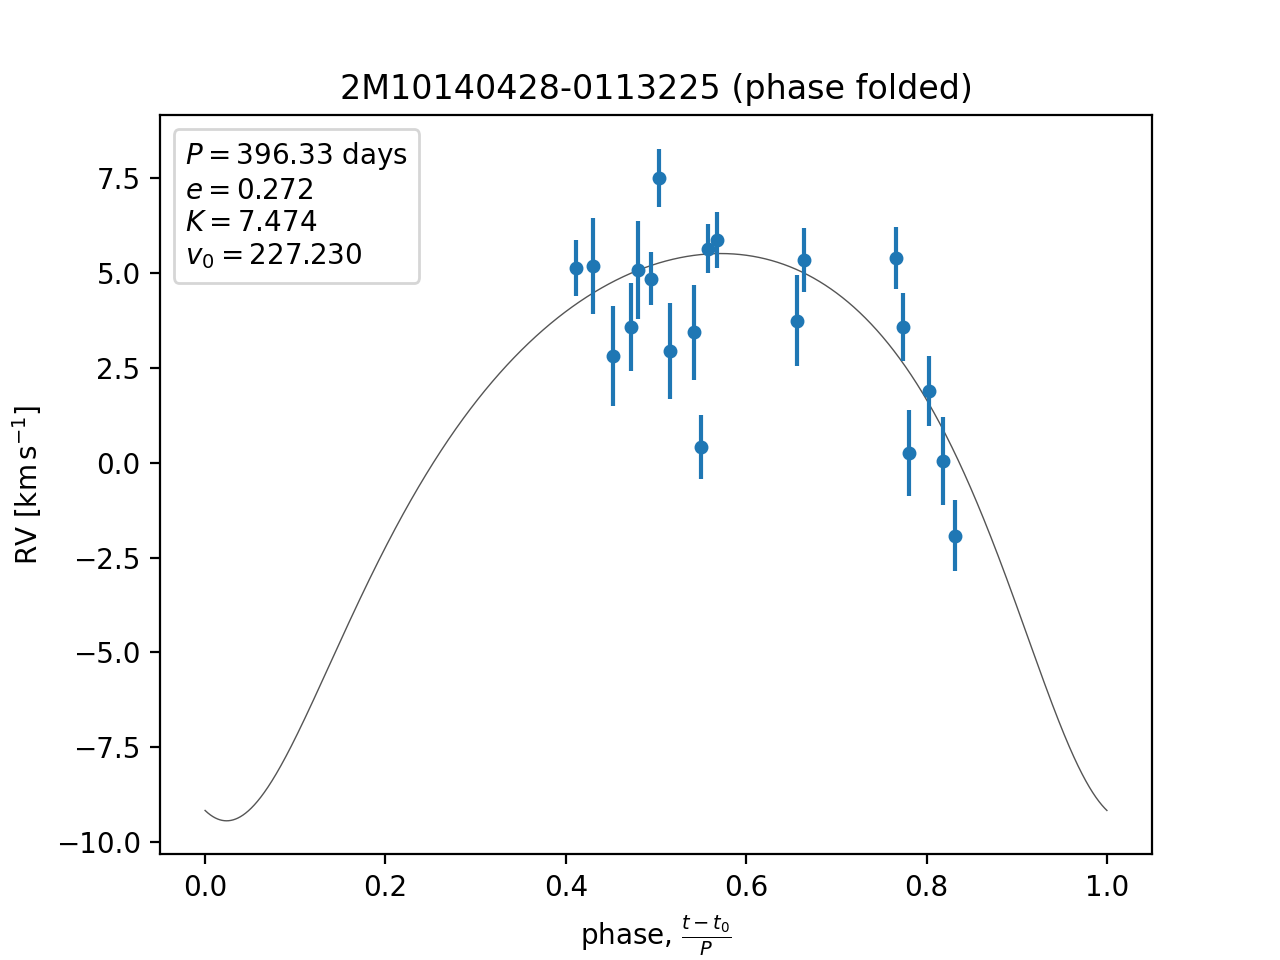 2M10140428-0113225 (phase folded)
P = 396.33 days
e = 0.272
K = 7.474
v₀ = 227.230
7.5
5.0
2.5
0.0
−2.5
−5.0
−7.5
−10.0
RV [km s⁻¹]
0.0 0.2 0.4 0.6 0.8 1.0
phase, (t − t₀)/P